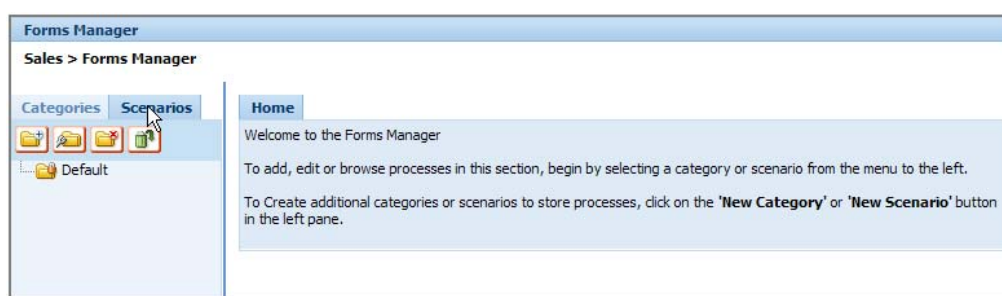 Forms Manager
Sales > Forms Manager
Categories Scenarios
Default
Home
Welcome to the Forms Manager
To add, edit or browse processes in this section, begin by selecting a category or scenario from the menu to the left.
To Create additional categories or scenarios to store processes, click on the 'New Category' or 'New Scenario' button
in the left pane.